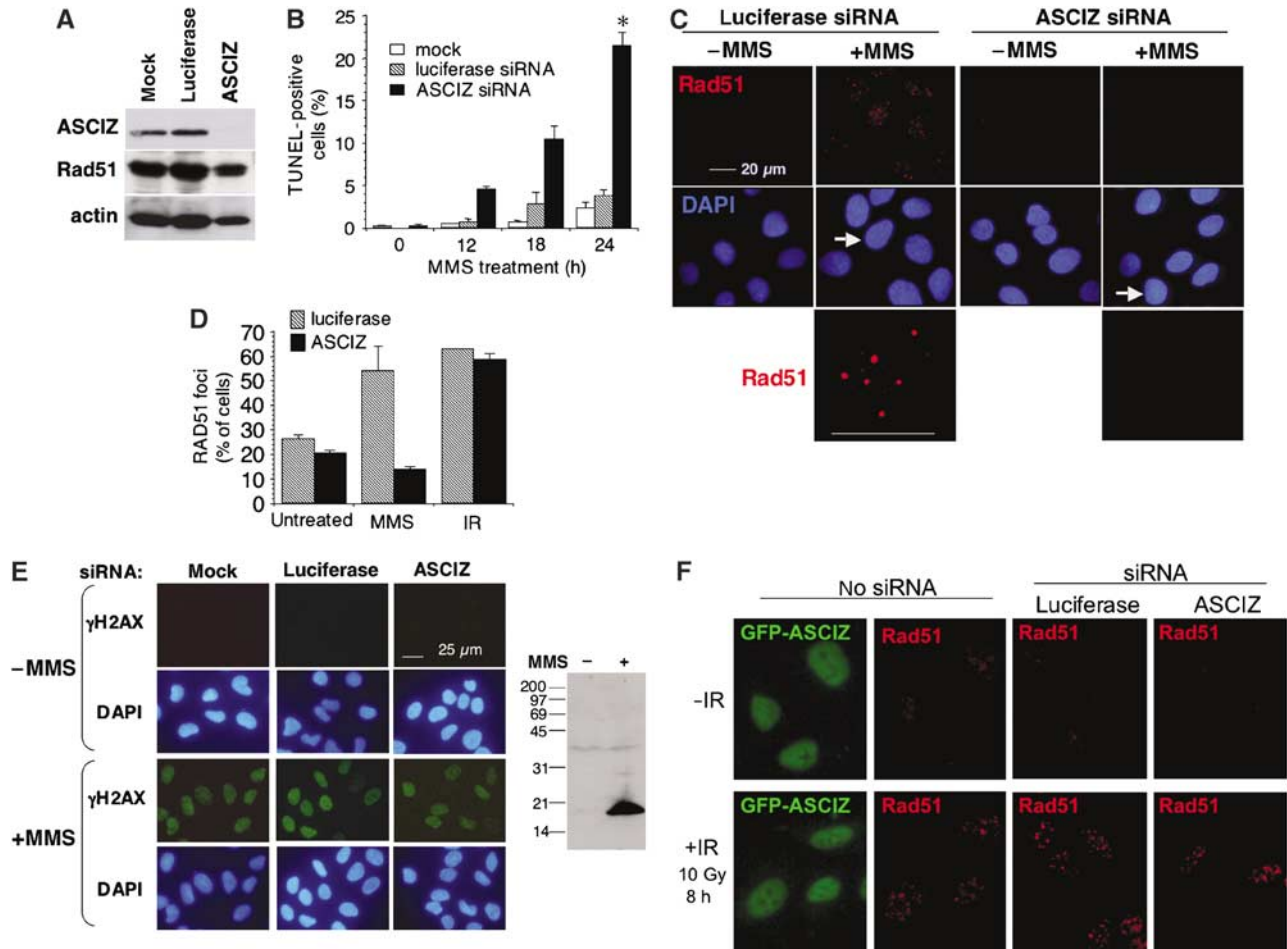 A
Mock
Luciferase
ASCIZ
ASCIZ
Rad51
actin
B
TUNEL-positive
cells (%)
25
20
15
10
5
0
mock
luciferase siRNA
ASCIZ siRNA
*
0 12 18 24
MMS treatment (h)
C
Luciferase siRNA ASCIZ siRNA
−MMS +MMS −MMS +MMS
Rad51
20 µm
DAPI
Rad51
D
luciferase
ASCIZ
RAD51 foci
(% of cells)
70
60
50
40
30
20
10
0
Untreated MMS IR
E
siRNA: Mock Luciferase ASCIZ
−MMS
γH2AX
25 µm
DAPI
+MMS
γH2AX
DAPI
MMS − +
200
97
69
45
31
21
14
F
No siRNA siRNA
Luciferase ASCIZ
GFP-ASCIZ Rad51 Rad51 Rad51
−IR
GFP-ASCIZ Rad51 Rad51 Rad51
+IR
10 Gy
8 h